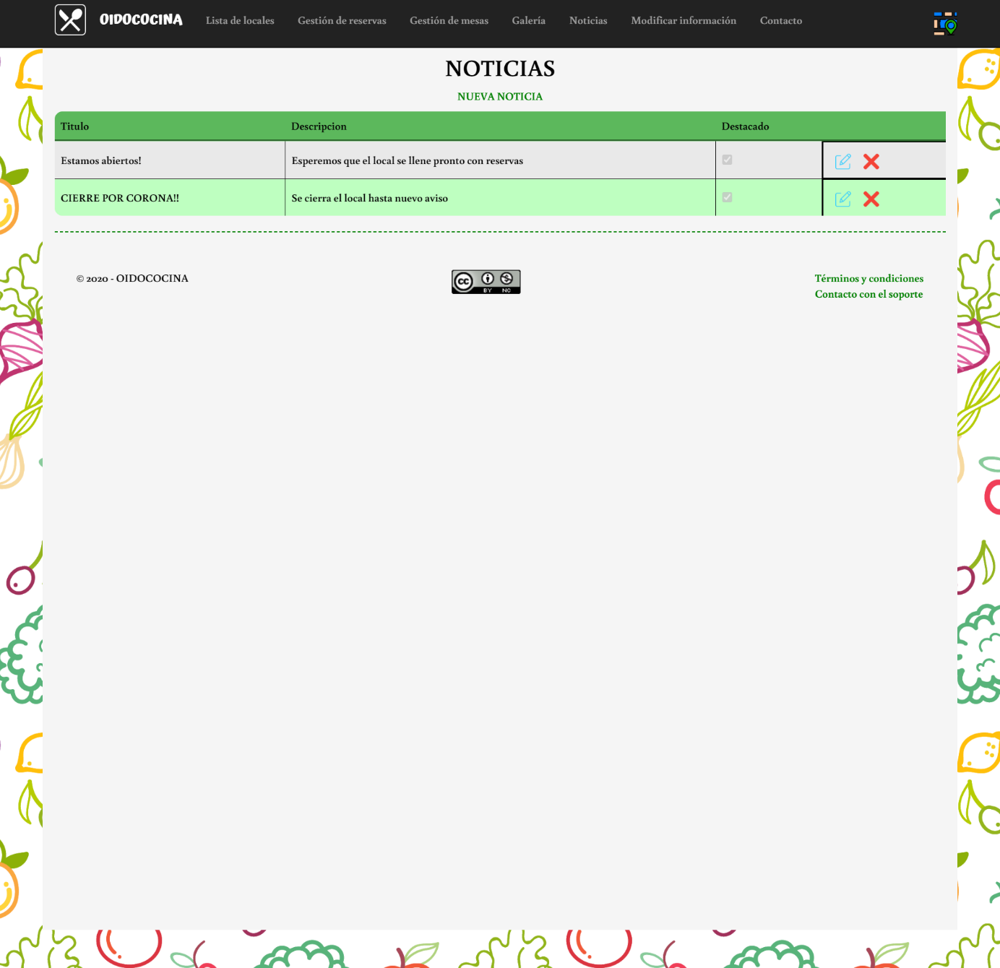 OIDOCOCINA Lista de locales Gestión de reservas Gestión de mesas Galería Noticias Modificar información Contacto
NOTICIAS
NUEVA NOTICIA
Titulo Descripcion Destacado
Estamos abiertos! Esperemos que el local se llene pronto con reservas
CIERRE POR CORONA!! Se cierra el local hasta nuevo aviso
© 2020 - OIDOCOCINA
cc
BY NC
Términos y condiciones
Contacto con el soporte